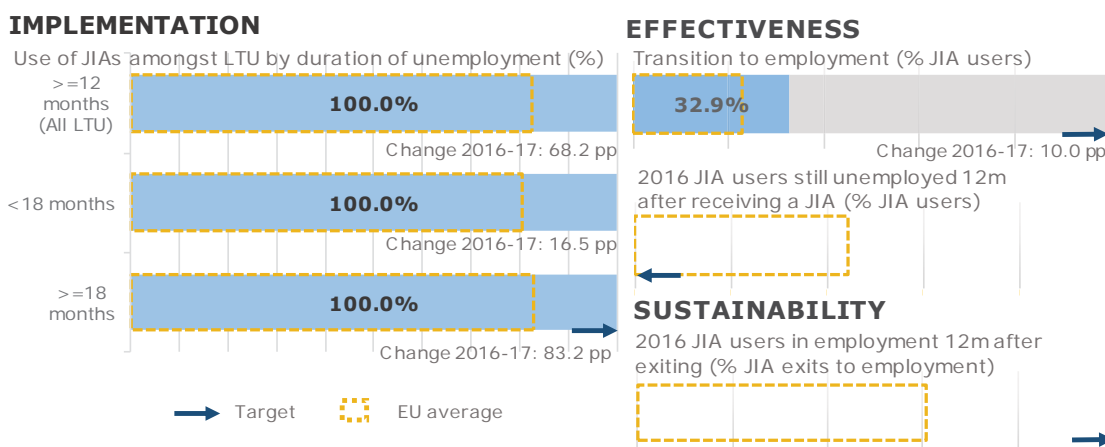 IMPLEMENTATION
Use of JIAs amongst LTU by duration of unemployment (%)
>=12
months
(All LTU)
100.0%
Change 2016-17: 68.2 pp
<18 months
100.0%
Change 2016-17: 16.5 pp
>=18
months
100.0%
Change 2016-17: 83.2 pp
Target
EU average
EFFECTIVENESS
Transition to employment (% JIA users)
32.9%
Change 2016-17: 10.0 pp
2016 JIA users still unemployed 12m
after receiving a JIA (% JIA users)
SUSTAINABILITY
2016 JIA users in employment 12m after
exiting (% JIA exits to employment)